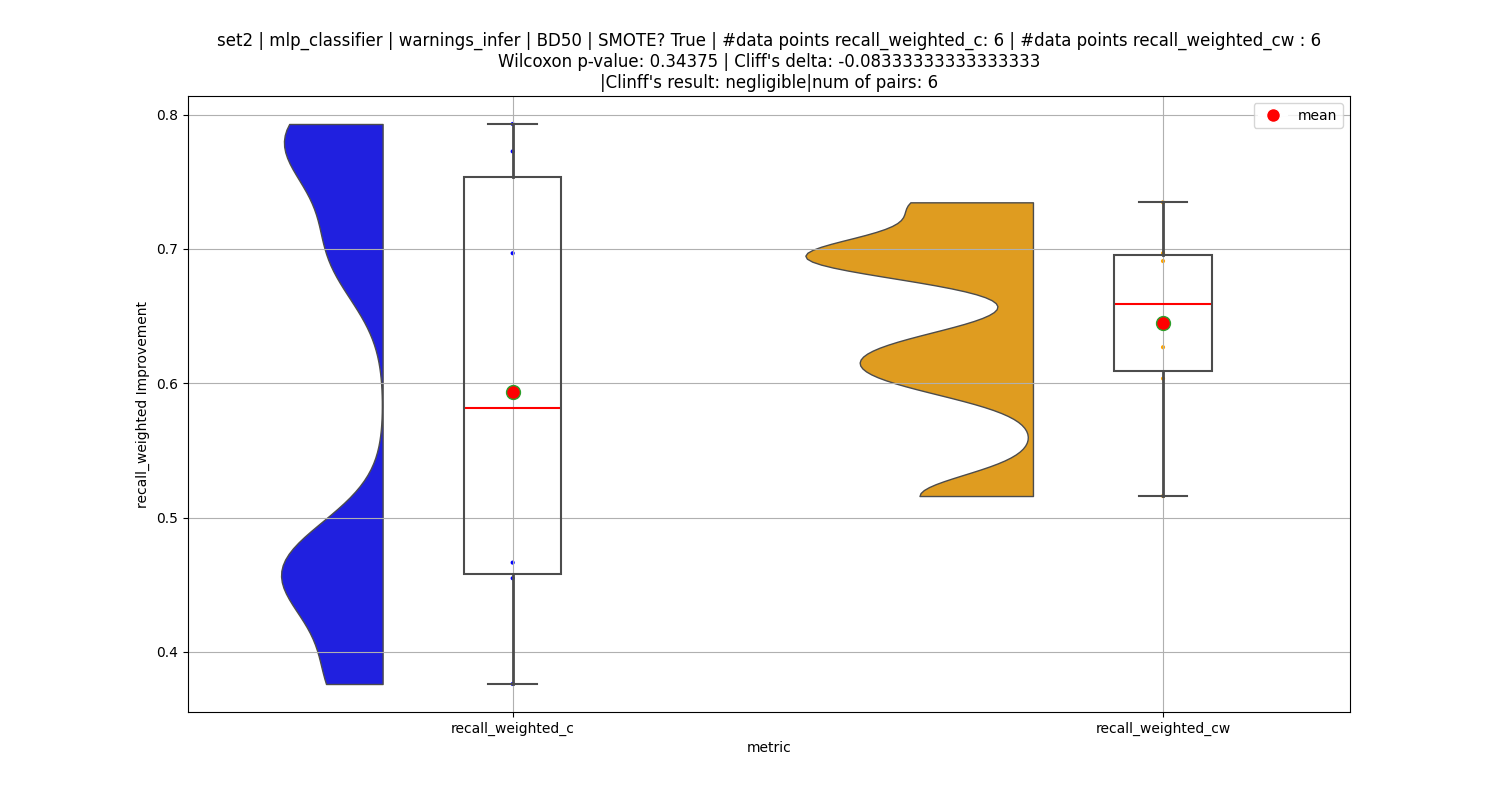 set2 | mlp_classifier | warnings_infer | BD50 | SMOTE? True | #data points recall_weighted_c: 6 | #data points recall_weighted_cw : 6
Wilcoxon p-value: 0.34375 | Cliff's delta: -0.08333333333333333
|Clinff's result: negligible|num of pairs: 6
mean
0.8
0.7
0.6
0.5
0.4
recall_weighted Improvement
recall_weighted_c
recall_weighted_cw
metric